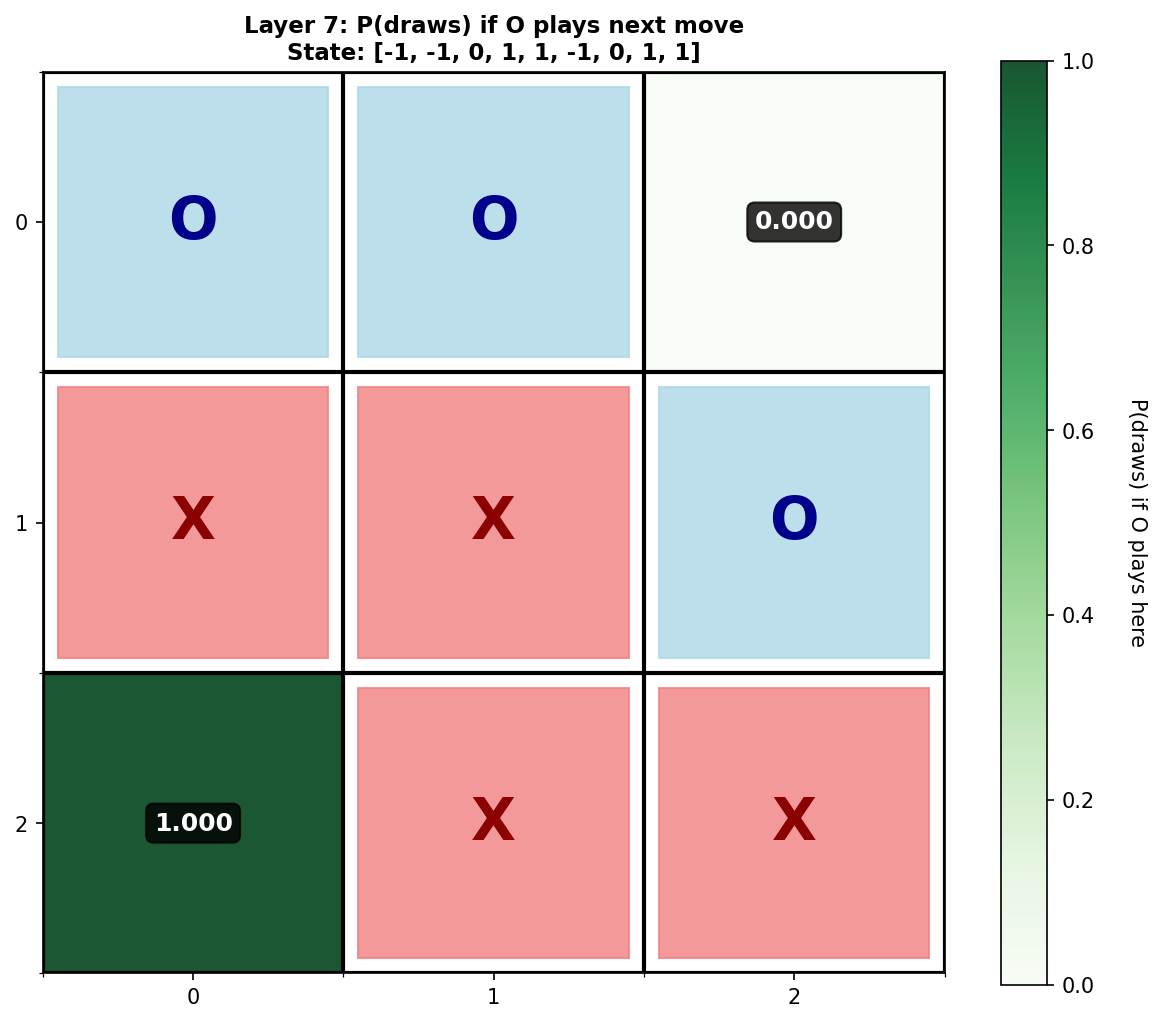 Layer 7: P(draws) if O plays next move
State: [-1, -1, 0, 1, 1, -1, 0, 1, 1]
0
O
O
0.000
1
X
X
O
2
1.000
X
X
0
1
2
1.0
0.8
0.6
0.4
0.2
0.0
P(draws) if O plays here